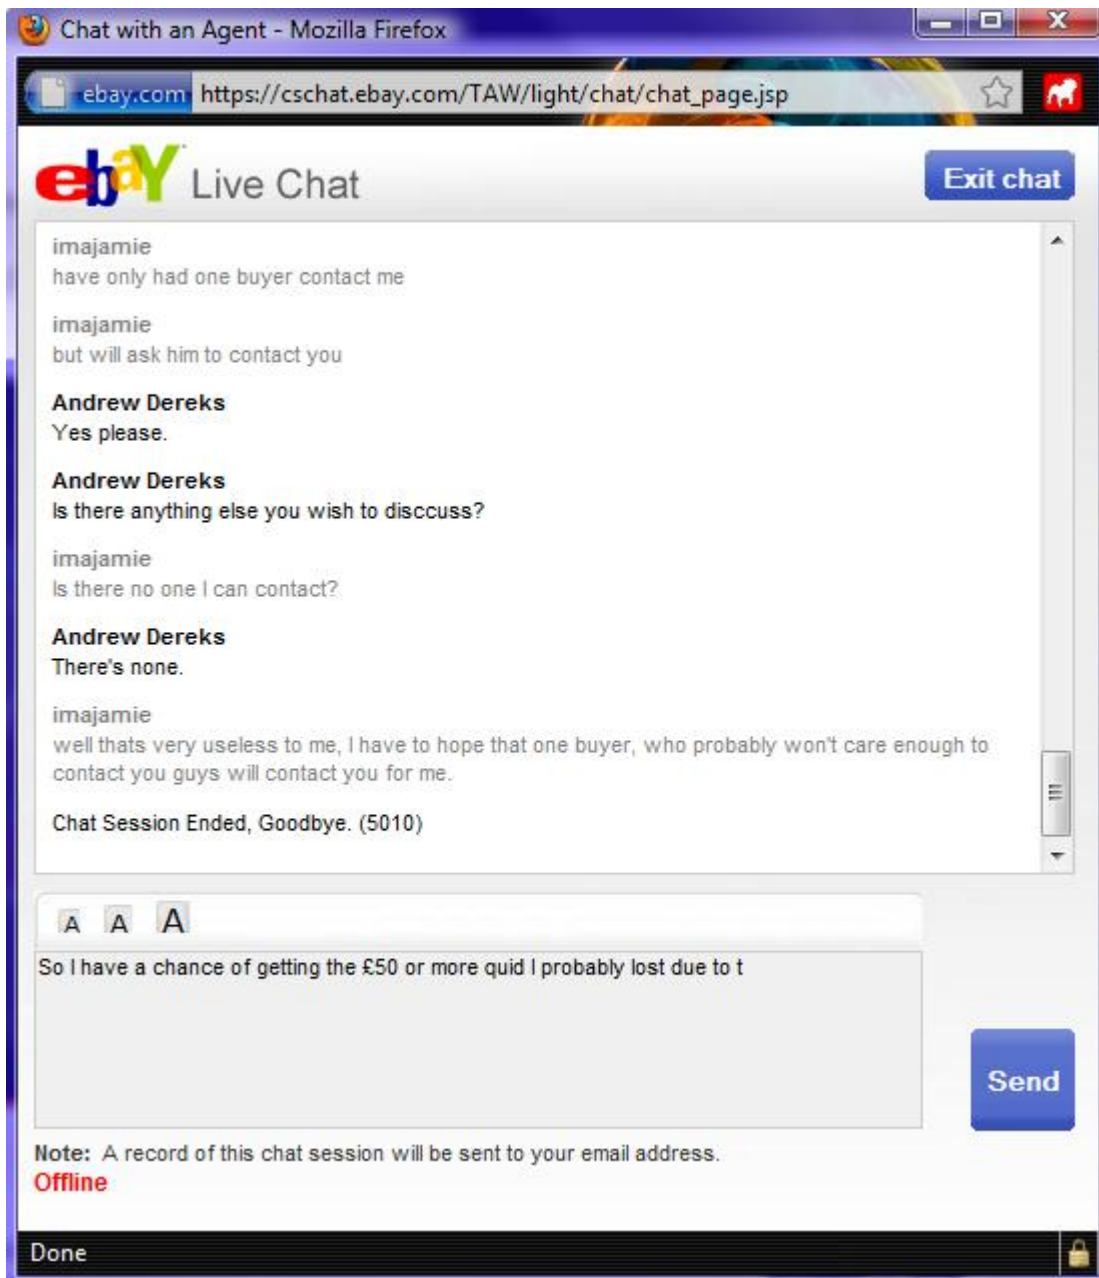 Chat with an Agent - Mozilla Firefox
ebay.com https://cschat.ebay.com/TAW/light/chat/chat_page.jsp
ebaY Live Chat
Exit chat
imajamie
have only had one buyer contact me
imajamie
but will ask him to contact you
Andrew Dereks
Yes please.
Andrew Dereks
Is there anything else you wish to disccuss?
imajamie
Is there no one I can contact?
Andrew Dereks
There's none.
imajamie
well thats very useless to me, I have to hope that one buyer, who probably won't care enough to
contact you guys will contact you for me.
Chat Session Ended, Goodbye. (5010)
A A A
So I have a chance of getting the £50 or more quid I probably lost due to t
Send
Note: A record of this chat session will be sent to your email address.
Offline
Done